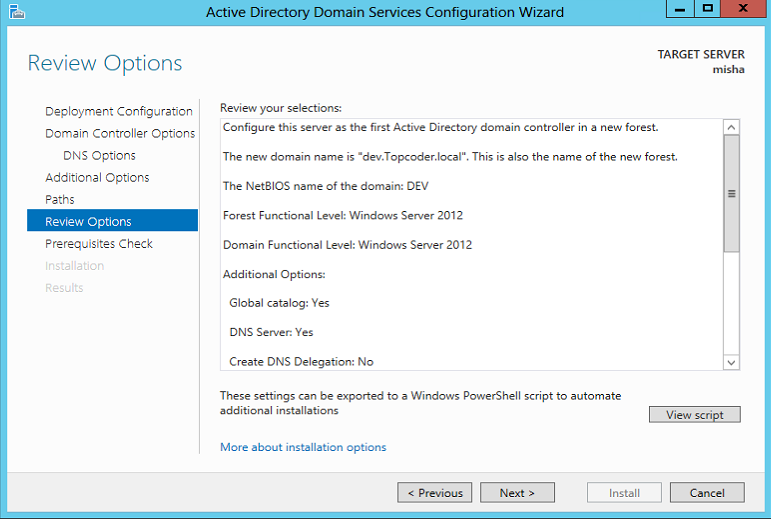 Active Directory Domain Services Configuration Wizard
Review Options
TARGET SERVER
misha
Deployment Configuration
Domain Controller Options
DNS Options
Additional Options
Paths
Review Options
Prerequisites Check
Installation
Results
Review your selections:
Configure this server as the first Active Directory domain controller in a new forest.
The new domain name is "dev.Topcoder.local". This is also the name of the new forest.
The NetBIOS name of the domain: DEV
Forest Functional Level: Windows Server 2012
Domain Functional Level: Windows Server 2012
Additional Options:
Global catalog: Yes
DNS Server: Yes
Create DNS Delegation: No
These settings can be exported to a Windows PowerShell script to automate
additional installations
View script
More about installation options
< Previous
Next >
Install
Cancel